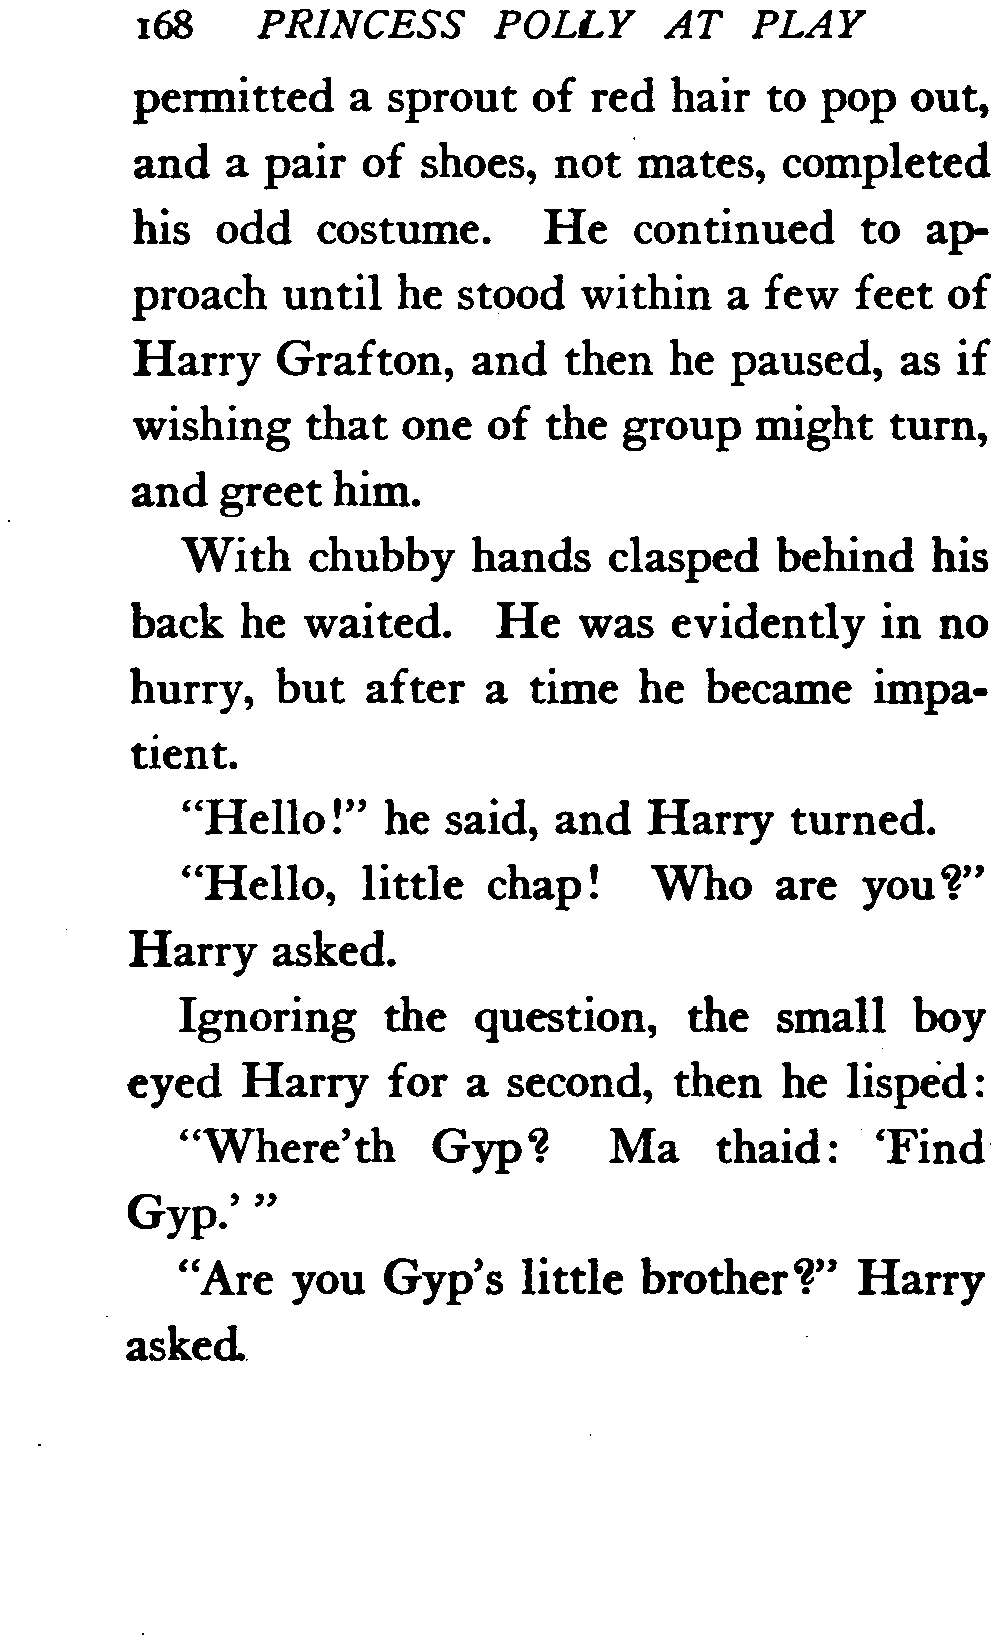 168 PRINCESS POLLY AT PLAY
permitted a sprout of red hair to pop out,
and a pair of shoes, not mates, completed
his odd costume. He continued to ap-
proach until he stood within a few feet of
Harry Grafton, and then he paused, as if
wishing that one of the group might turn,
and greet him.
With chubby hands clasped behind his
back he waited. He was evidently in no
hurry, but after a time he became impa-
tient.
“Hello!” he said, and Harry turned.
“Hello, little chap! Who are you?”
Harry asked.
Ignoring the question, the small boy
eyed Harry for a second, then he lisped:
“Where’th Gyp? Ma thaid: ‘Find
Gyp.’ ”
“Are you Gyp’s little brother?” Harry
asked.